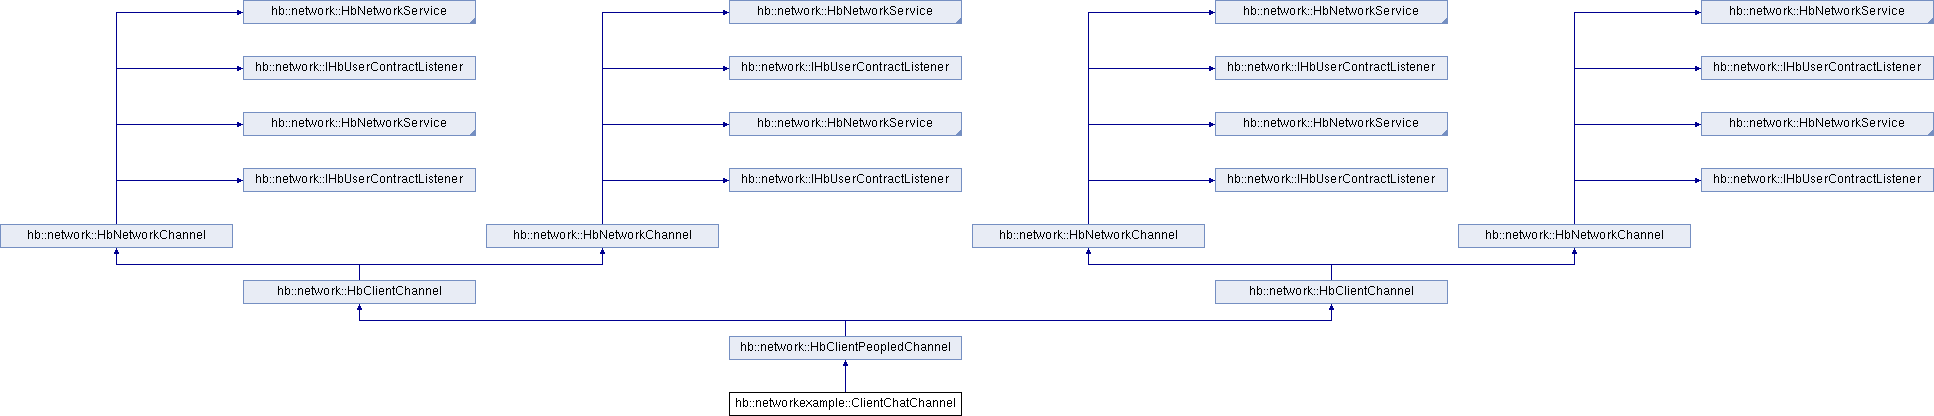 hb::network::HbNetworkService
hb::network::HbNetworkService
hb::network::HbNetworkService
hb::network::HbNetworkService
hb::network::IHbUserContractListener
hb::network::IHbUserContractListener
hb::network::IHbUserContractListener
hb::network::IHbUserContractListener
hb::network::HbNetworkService
hb::network::HbNetworkService
hb::network::HbNetworkService
hb::network::HbNetworkService
hb::network::IHbUserContractListener
hb::network::IHbUserContractListener
hb::network::IHbUserContractListener
hb::network::IHbUserContractListener
hb::network::HbNetworkChannel
hb::network::HbNetworkChannel
hb::network::HbNetworkChannel
hb::network::HbNetworkChannel
hb::network::HbClientChannel
hb::network::HbClientChannel
hb::network::HbClientPeopledChannel
hb::networkexample::ClientChatChannel